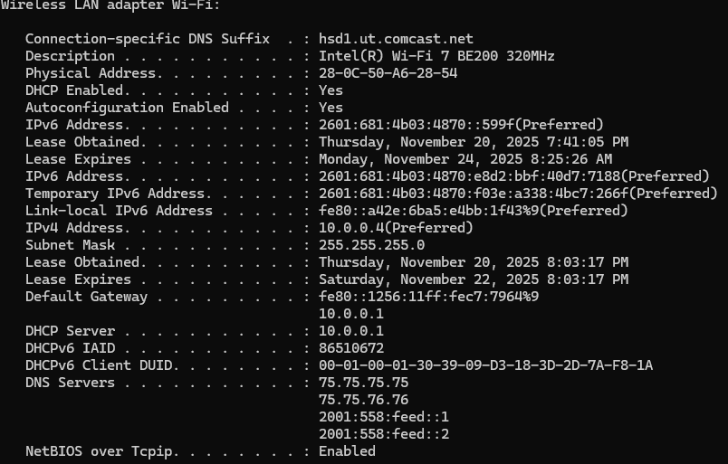 Wireless LAN adapter Wi-Fi:
Connection-specific DNS Suffix  . : hsd1.ut.comcast.net
Description . . . . . . . . . . . : Intel(R) Wi-Fi 7 BE200 320MHz
Physical Address. . . . . . . . . : 28-0C-50-A6-28-54
DHCP Enabled. . . . . . . . . . . : Yes
Autoconfiguration Enabled . . . . : Yes
IPv6 Address. . . . . . . . . . . : 2601:681:4b03:4870::599f(Preferred)
Lease Obtained. . . . . . . . . . : Thursday, November 20, 2025 7:41:05 PM
Lease Expires . . . . . . . . . . : Monday, November 24, 2025 8:25:26 AM
IPv6 Address. . . . . . . . . . . : 2601:681:4b03:4870:e8d2:bbf:40d7:7188(Preferred)
Temporary IPv6 Address. . . . . . : 2601:681:4b03:4870:f03e:a338:4bc7:266f(Preferred)
Link-local IPv6 Address . . . . . : fe80::a42e:6ba5:e4bb:1f43%9(Preferred)
IPv4 Address. . . . . . . . . . . : 10.0.0.4(Preferred)
Subnet Mask . . . . . . . . . . . : 255.255.255.0
Lease Obtained. . . . . . . . . . : Thursday, November 20, 2025 8:03:17 PM
Lease Expires . . . . . . . . . . : Saturday, November 22, 2025 8:03:17 PM
Default Gateway . . . . . . . . . : fe80::1256:11ff:fec7:7964%9
10.0.0.1
DHCP Server . . . . . . . . . . . : 10.0.0.1
DHCPv6 IAID . . . . . . . . . . . : 86510672
DHCPv6 Client DUID. . . . . . . . : 00-01-00-01-30-39-09-D3-18-3D-2D-7A-F8-1A
DNS Servers . . . . . . . . . . . : 75.75.75.75
75.75.76.76
2001:558:feed::1
2001:558:feed::2
NetBIOS over Tcpip. . . . . . . . : Enabled